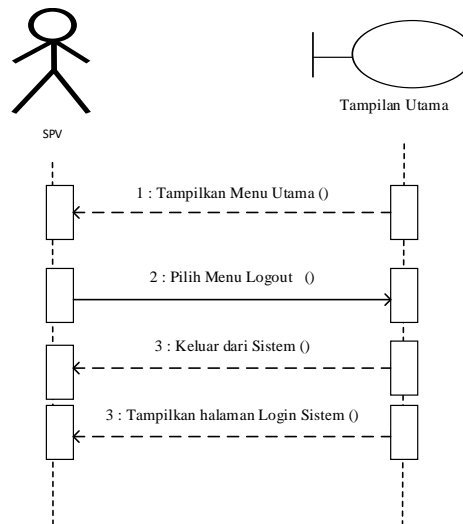 SPV
Tampilan Utama
1 : Tampilkan Menu Utama ()
2 : Pilih Menu Logout ()
3 : Keluar dari Sistem ()
3 : Tampilkan halaman Login Sistem ()